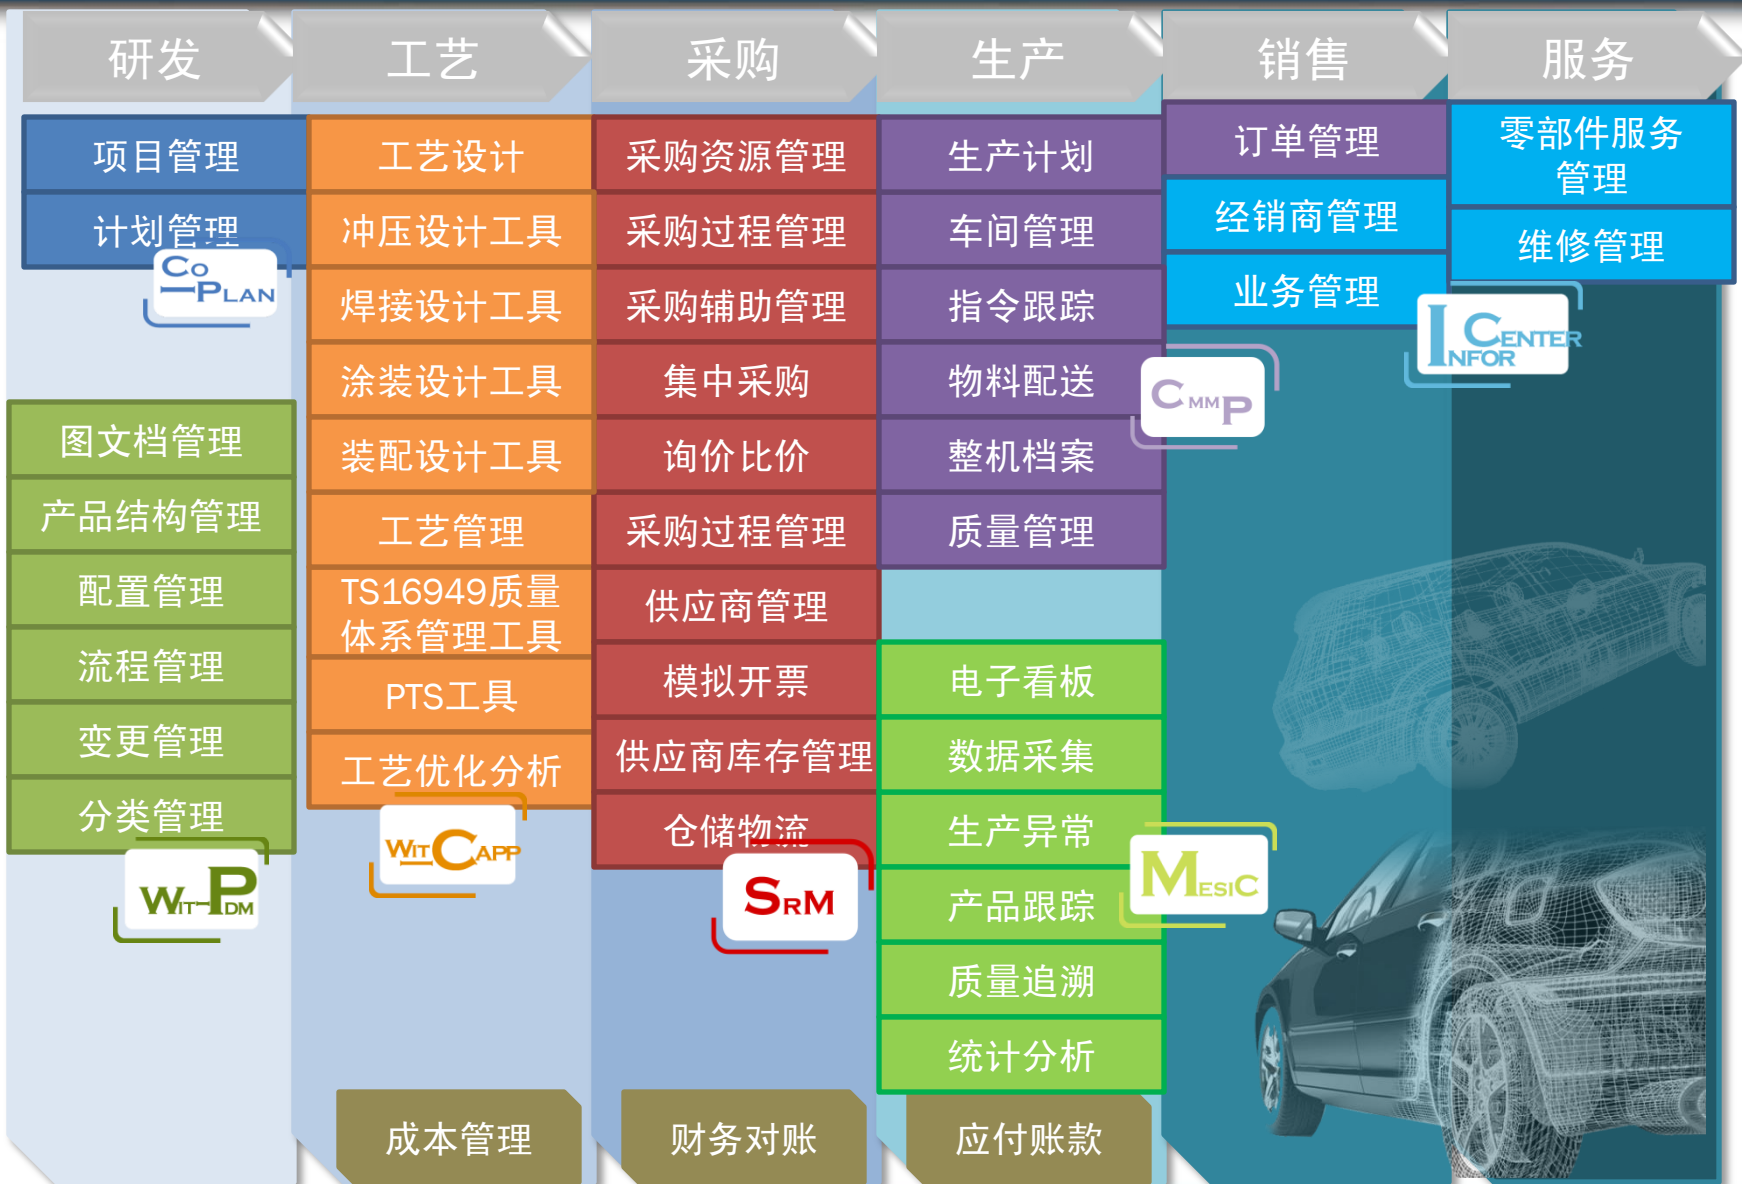 研发
工艺
采购
生产
销售
服务
项目管理
计划管理
CO
PLAN
图文档管理
产品结构管理
配置管理
流程管理
变更管理
分类管理
WIT-PDM
工艺设计
冲压设计工具
焊接设计工具
涂装设计工具
装配设计工具
工艺管理
TS16949质量
体系管理工具
PTS工具
工艺优化分析
WITCAPP
采购资源管理
采购过程管理
采购辅助管理
集中采购
询价比价
采购过程管理
供应商管理
模拟开票
供应商库存管理
仓储物流
SRM
生产计划
车间管理
指令跟踪
物料配送
整机档案
质量管理
CMMP
电子看板
数据采集
生产异常
产品跟踪
质量追溯
统计分析
MESIC
订单管理
经销商管理
业务管理
零部件服务
管理
维修管理
INFOR
CENTER
成本管理
财务对账
应付账款